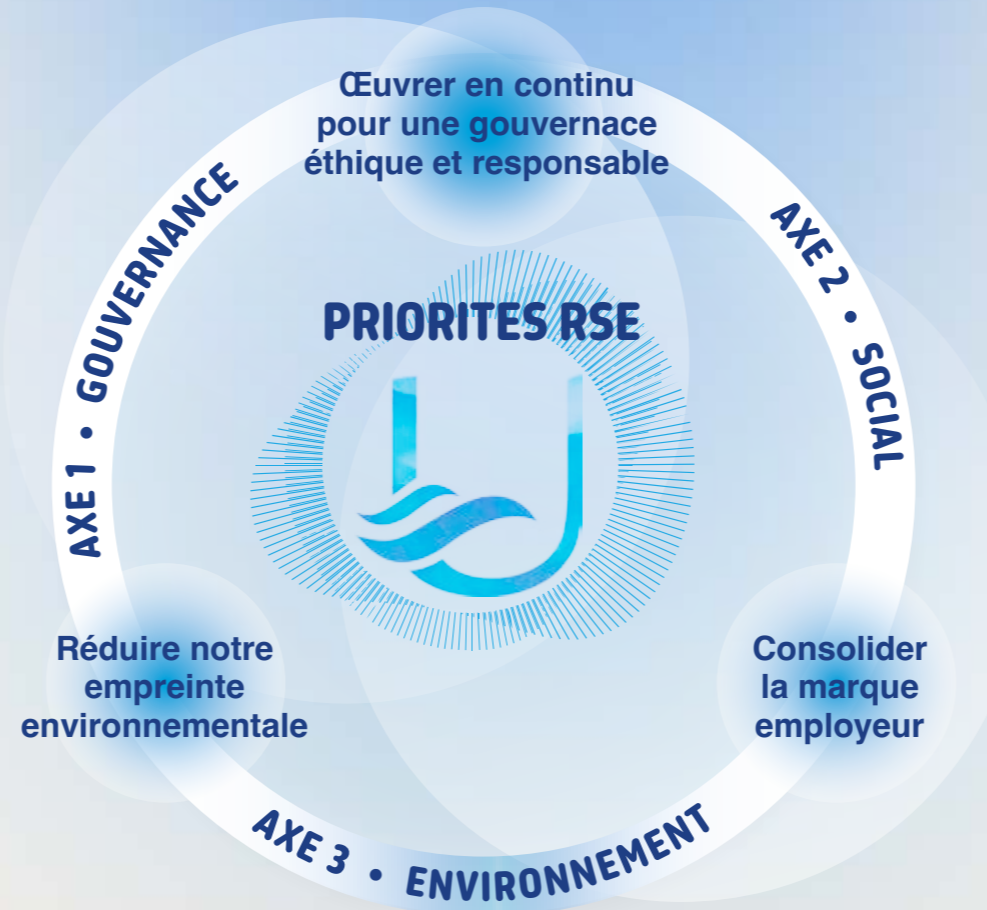 Œuvrer en continu
pour une gouvernace
éthique et responsable
AXE 1 • GOUVERNANCE
AXE 2 • SOCIAL
PRIORITES RSE
Réduire notre
empreinte
environnementale
Consolider
la marque
employeur
AXE 3 • ENVIRONNEMENT